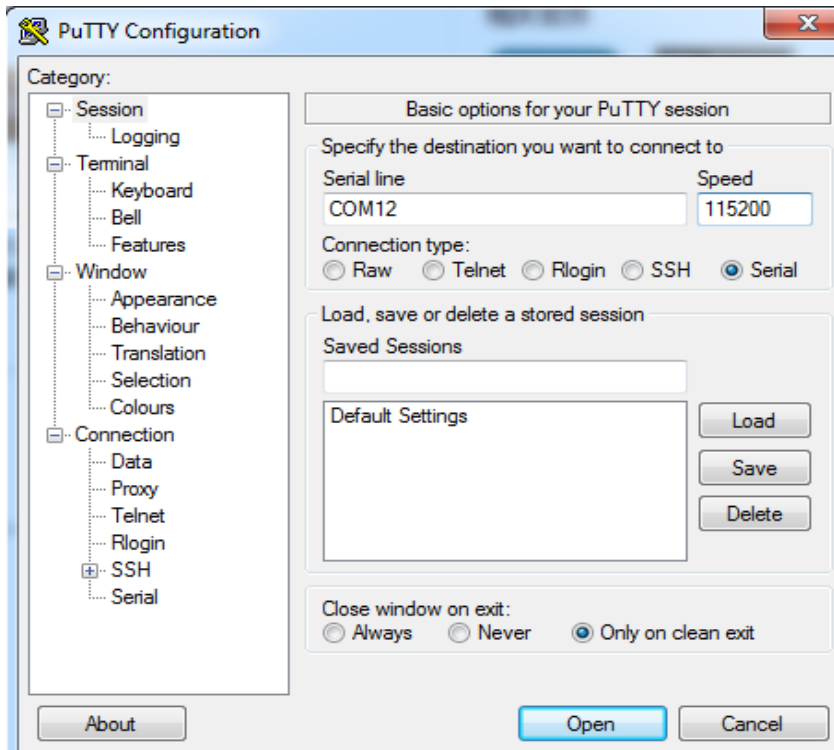 PuTTY Configuration
Category:
Session
Logging
Terminal
Keyboard
Bell
Features
Window
Appearance
Behaviour
Translation
Selection
Colours
Connection
Data
Proxy
Telnet
Rlogin
SSH
Serial
Basic options for your PuTTY session
Specify the destination you want to connect to
Serial line Speed
COM12 115200
Connection type:
Raw Telnet Rlogin SSH Serial
Load, save or delete a stored session
Saved Sessions
Default Settings
Load
Save
Delete
Close window on exit:
Always Never Only on clean exit
About Open Cancel